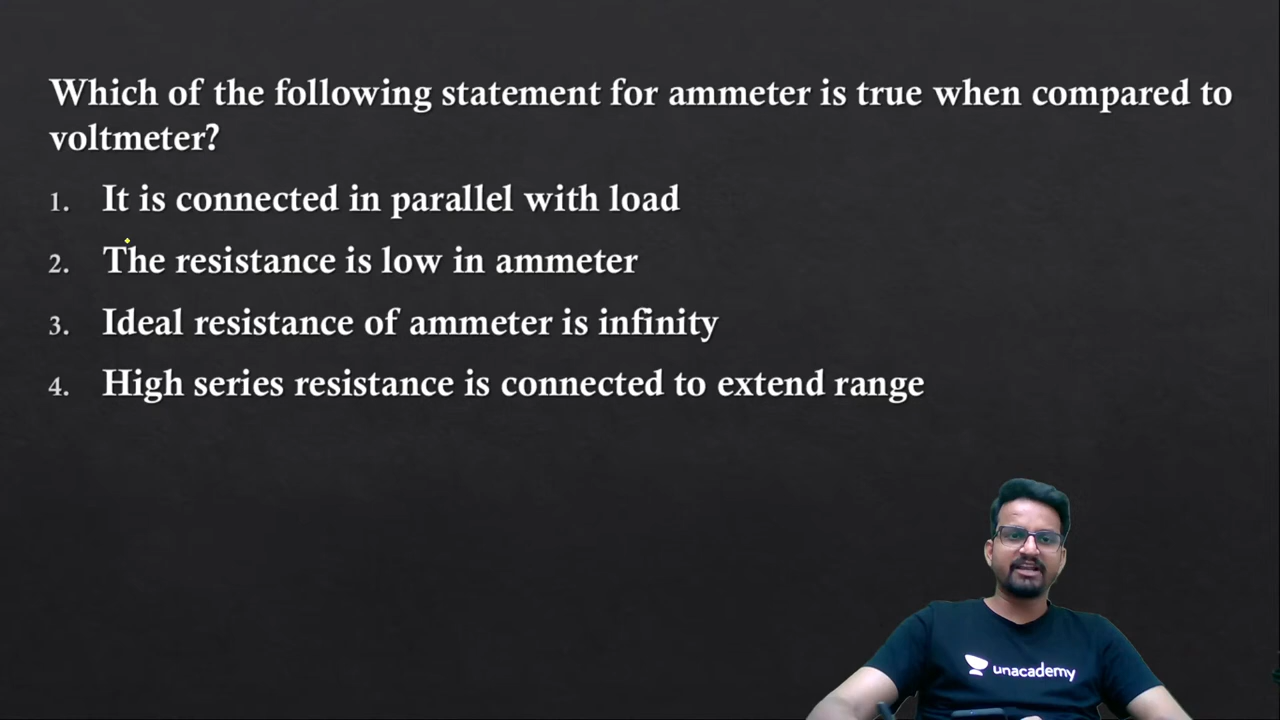 Which of the following statement for ammeter is true when compared to
voltmeter?
1. It is connected in parallel with load
2. The resistance is low in ammeter
3. Ideal resistance of ammeter is infinity
4. High series resistance is connected to extend range
unacademy